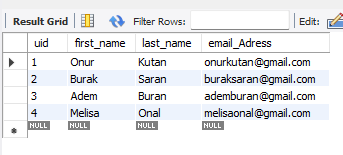 Result Grid Filter Rows: Edit:
uid first_name last_name email_Adress
1 Onur Kutan onurkutan@gmail.com
2 Burak Saran buraksaran@gmail.com
3 Adem Buran ademburan@gmail.com
4 Melisa Onal melisaonal@gmail.com
NULL NULL NULL NULL